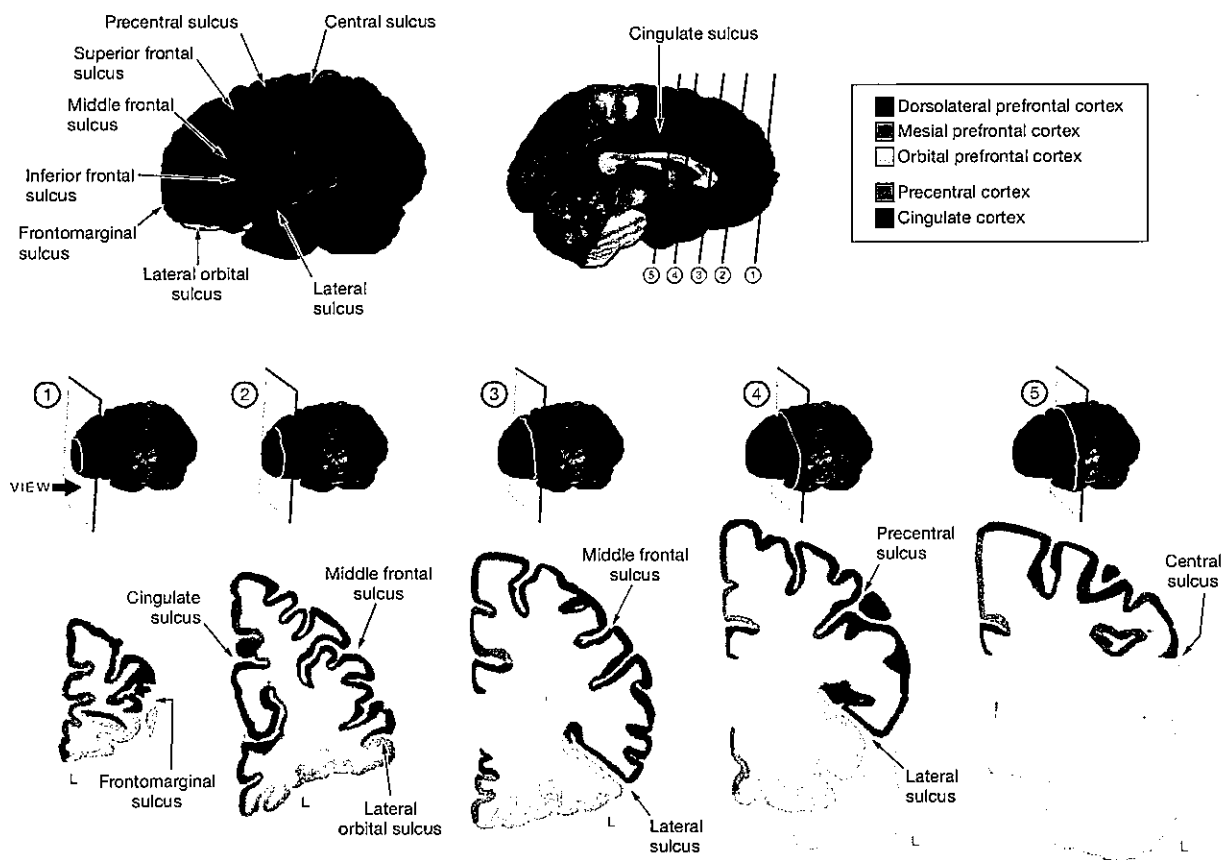 Precentral sulcus
Central sulcus
Superior frontal
sulcus
Middle frontal
sulcus
Inferior frontal
sulcus
Frontomarginal
sulcus
Lateral orbital
sulcus
Lateral
sulcus
Cingulate sulcus
5 4 3 2 1
Dorsolateral prefrontal cortex
Mesial prefrontal cortex
Orbital prefrontal cortex
Precentral cortex
Cingulate cortex
1
VIEW
2
3
4
5
Cingulate
sulcus
L
Frontomarginal
sulcus
Middle frontal
sulcus
L
Lateral
orbital sulcus
Middle frontal
sulcus
L
Lateral
sulcus
Precentral
sulcus
Lateral
sulcus
L
Central
sulcus
L